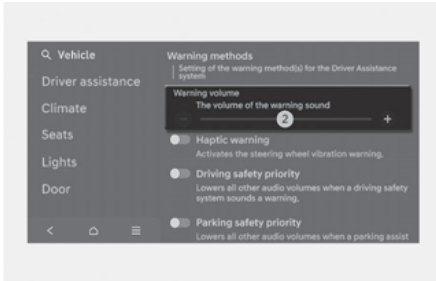 Vehicle
Driver assistance
Climate
Seats
Lights
Door
Warning methods
Setting of the warning method(s) for the Driver Assistance
system
Warning volume
The volume of the warning sound
- 2 +
Haptic warning
Activates the steering wheel vibration warning.
Driving safety priority
Lowers all other audio volumes when a driving safety
system sounds a warning.
Parking safety priority
Lowers all other audio volumes when a parking assist